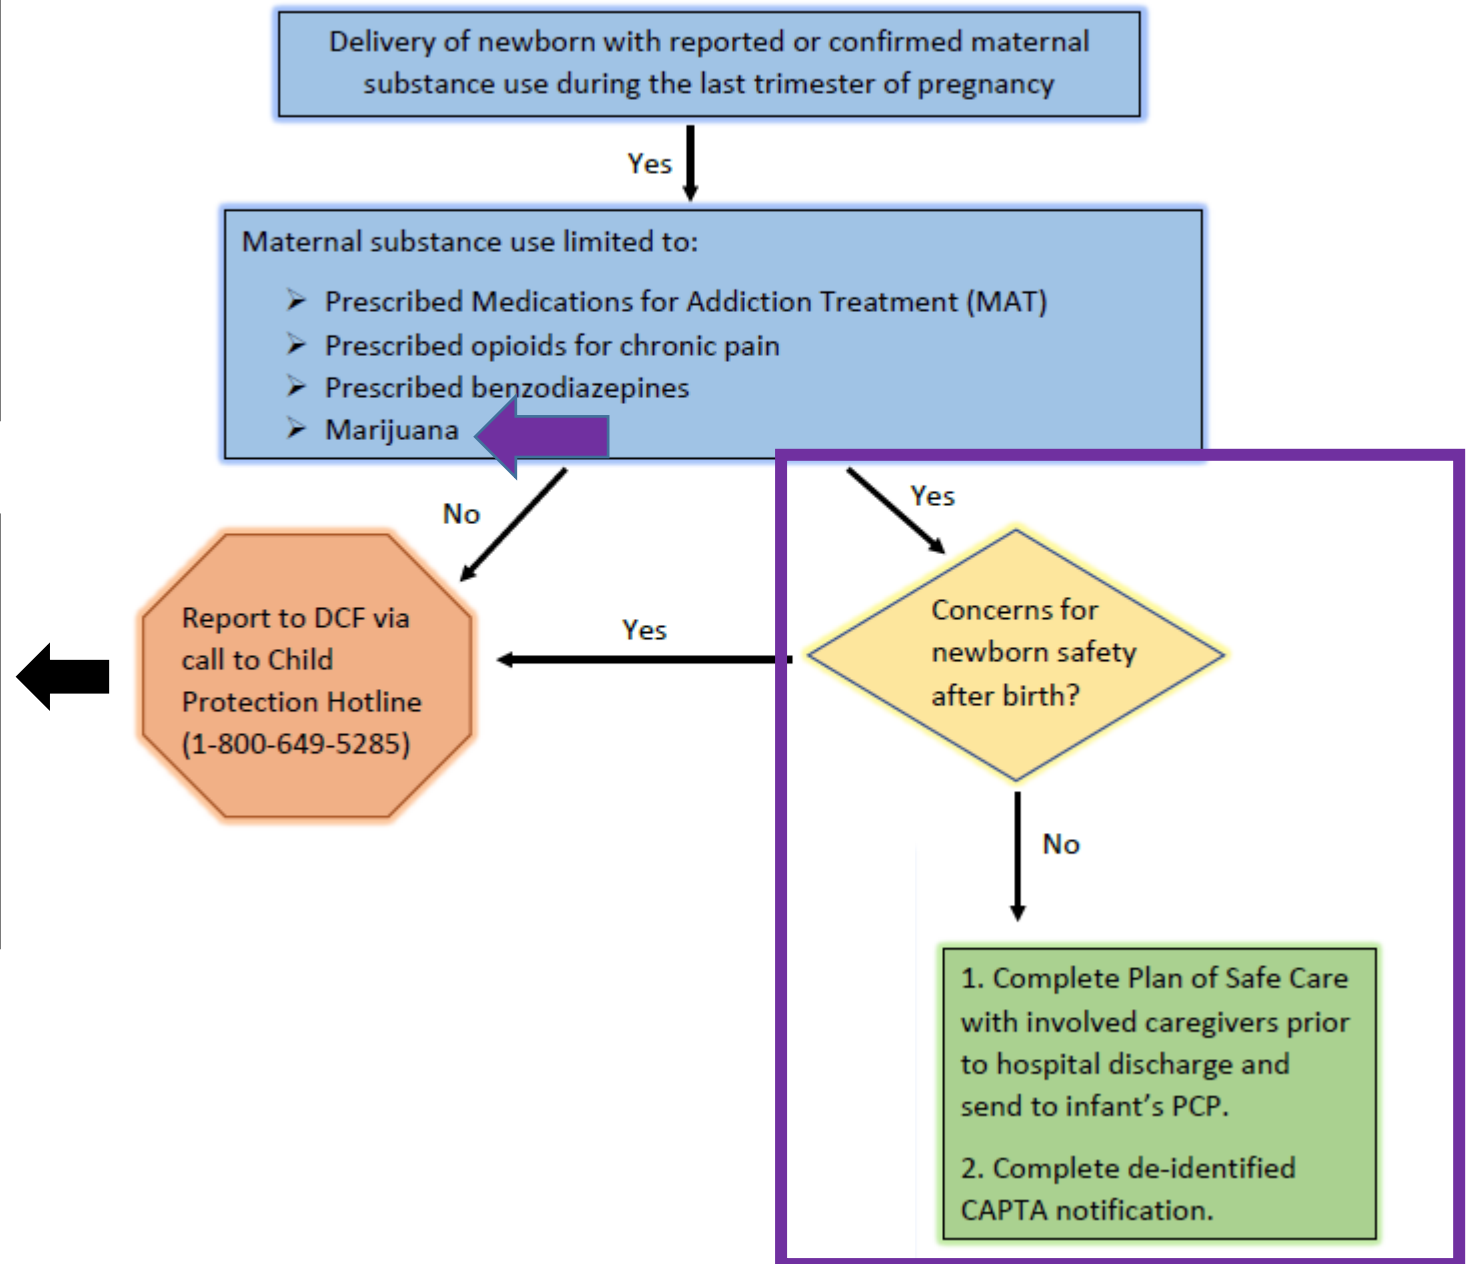 Delivery of newborn with reported or confirmed maternal
substance use during the last trimester of pregnancy
Yes
Maternal substance use limited to:
➢ Prescribed Medications for Addiction Treatment (MAT)
➢ Prescribed opioids for chronic pain
➢ Prescribed benzodiazepines
➢ Marijuana
No
Yes
Report to DCF via
call to Child
Protection Hotline
(1-800-649-5285)
Yes
Concerns for
newborn safety
after birth?
No
1. Complete Plan of Safe Care
with involved caregivers prior
to hospital discharge and
send to infant’s PCP.
2. Complete de-identified
CAPTA notification.